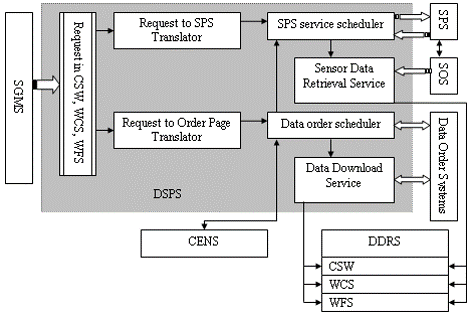 SGMS
Request in CSW,
WCS, WFS
Request to SPS
Translator
SPS service scheduler
SPS
Sensor Data
Retrieval Service
SOS
Request to Order Page
Translator
Data order scheduler
Data Order Systems
Data Download
Service
DSPS
CENS
DDRS
CSW
WCS
WFS